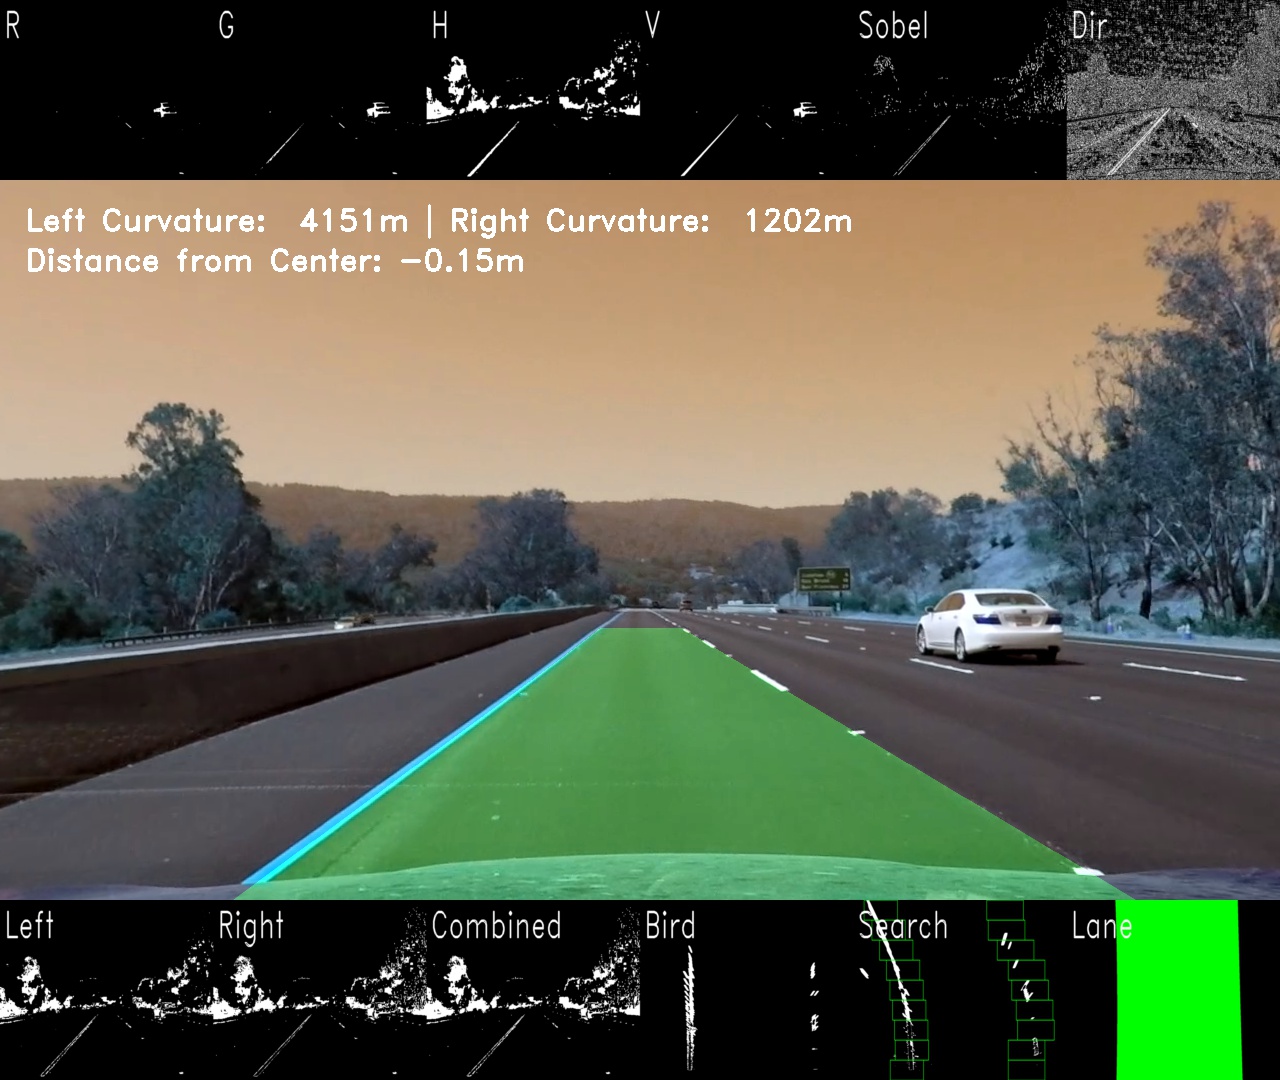 R G H V Sobel Dir
Left Curvature: 4151m | Right Curvature: 1202m
Distance from Center: -0.15m
Left Right Combined Bird Search Lane